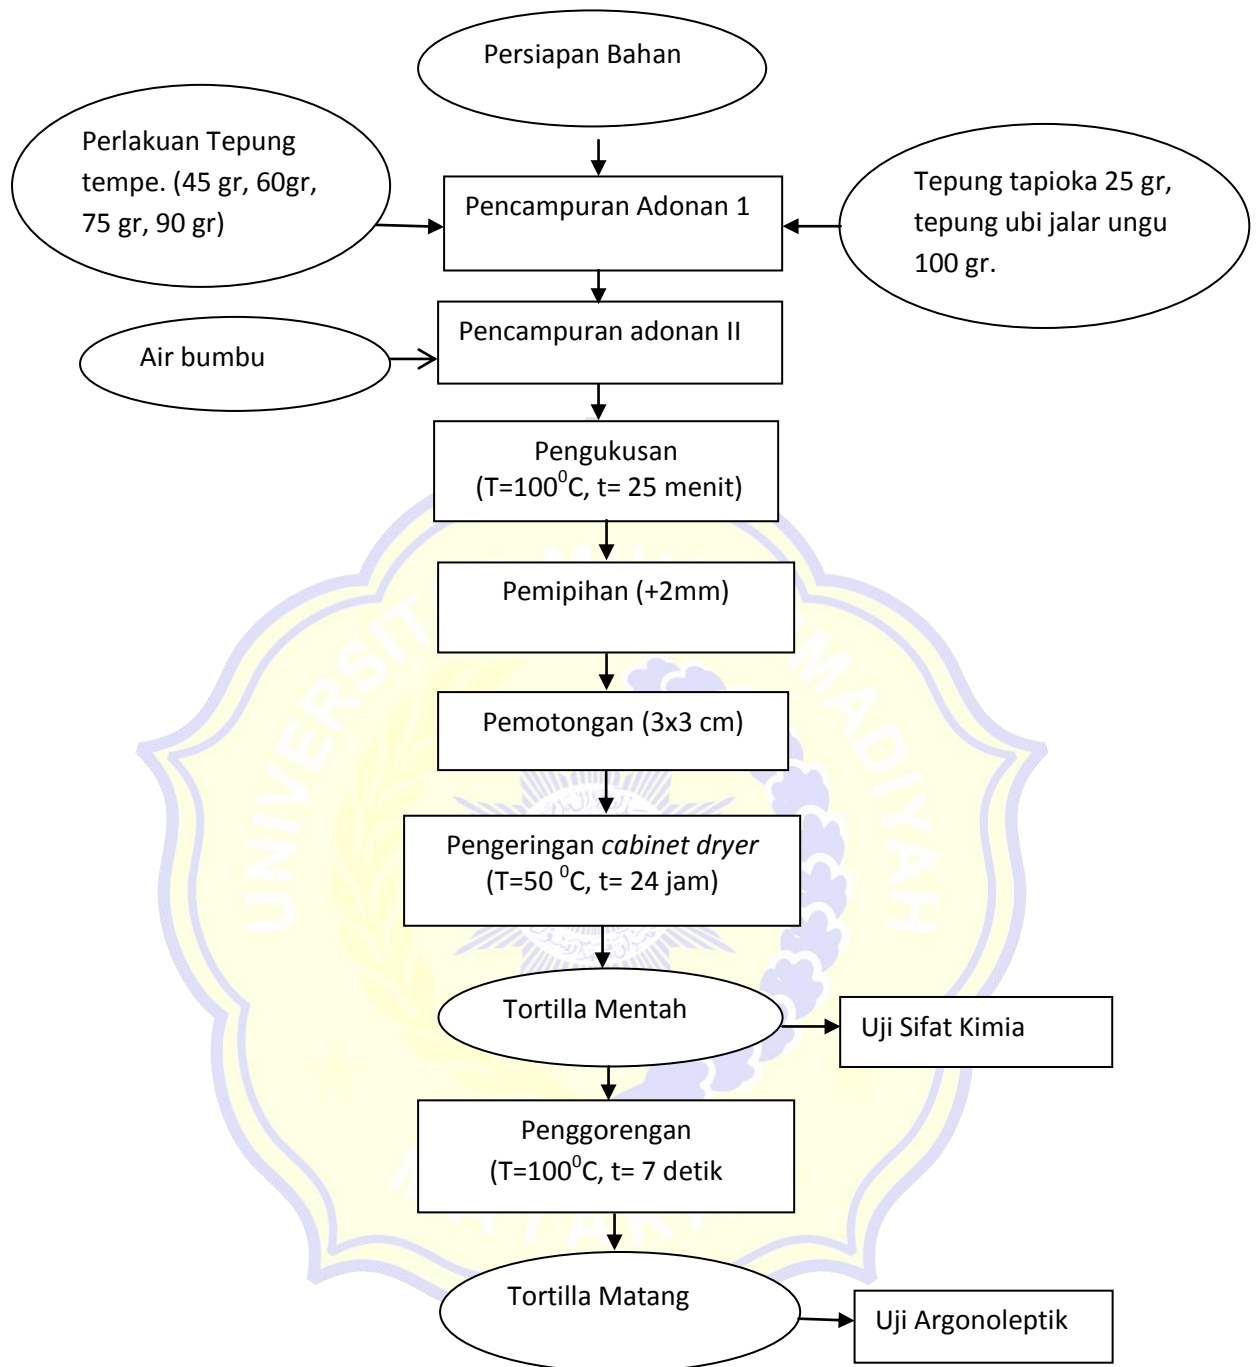 Persiapan Bahan
Perlakuan Tepung
tempe. (45 gr, 60gr,
75 gr, 90 gr)
Pencampuran Adonan 1
Tepung tapioka 25 gr,
tepung ubi jalar ungu
100 gr.
Pencampuran adonan II
Air bumbu
Pengukusan
(T=100⁰C, t= 25 menit)
Pemipihan (+2mm)
Pemotongan (3x3 cm)
Pengeringan cabinet dryer
(T=50 ⁰C, t= 24 jam)
Tortilla Mentah
Uji Sifat Kimia
Penggorengan
(T=100⁰C, t= 7 detik
Tortilla Matang
Uji Argonoleptik